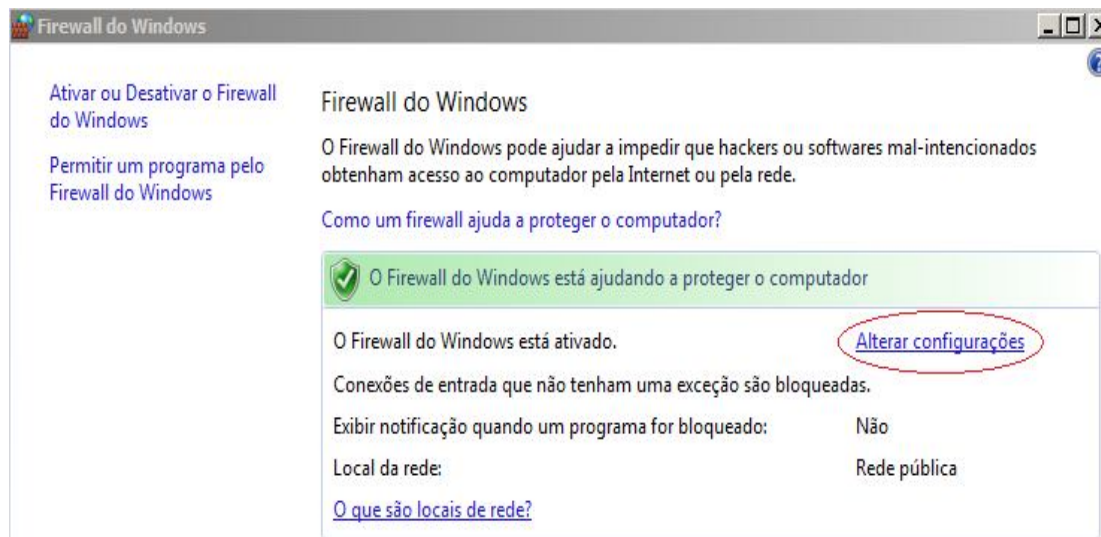 Firewall do Windows
Ativar ou Desativar o Firewall
do Windows
Permitir um programa pelo
Firewall do Windows
Firewall do Windows
O Firewall do Windows pode ajudar a impedir que hackers ou softwares mal-intencionados
obtenham acesso ao computador pela Internet ou pela rede.
Como um firewall ajuda a proteger o computador?
O Firewall do Windows está ajudando a proteger o computador
O Firewall do Windows está ativado. Alterar configurações
Conexões de entrada que não tenham uma exceção são bloqueadas.
Exibir notificação quando um programa for bloqueado: Não
Local da rede: Rede pública
O que são locais de rede?